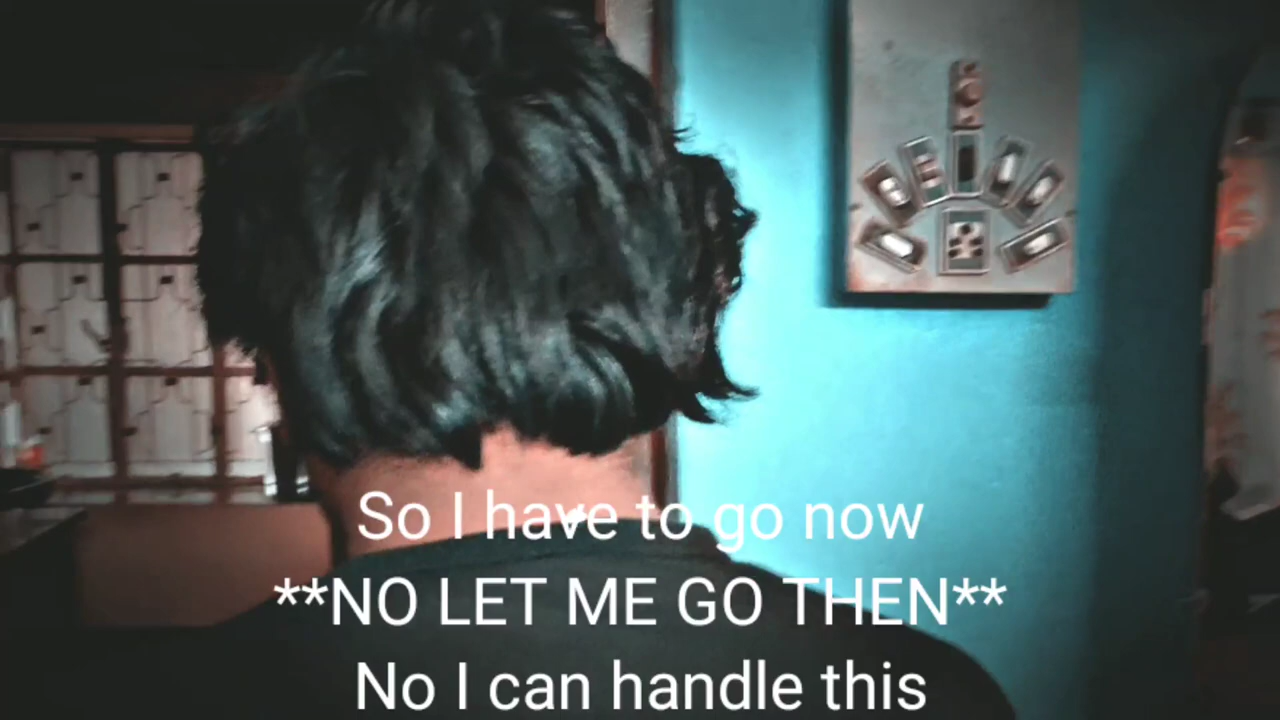 So I have to go now
**NO LET ME GO THEN**
No I can handle this